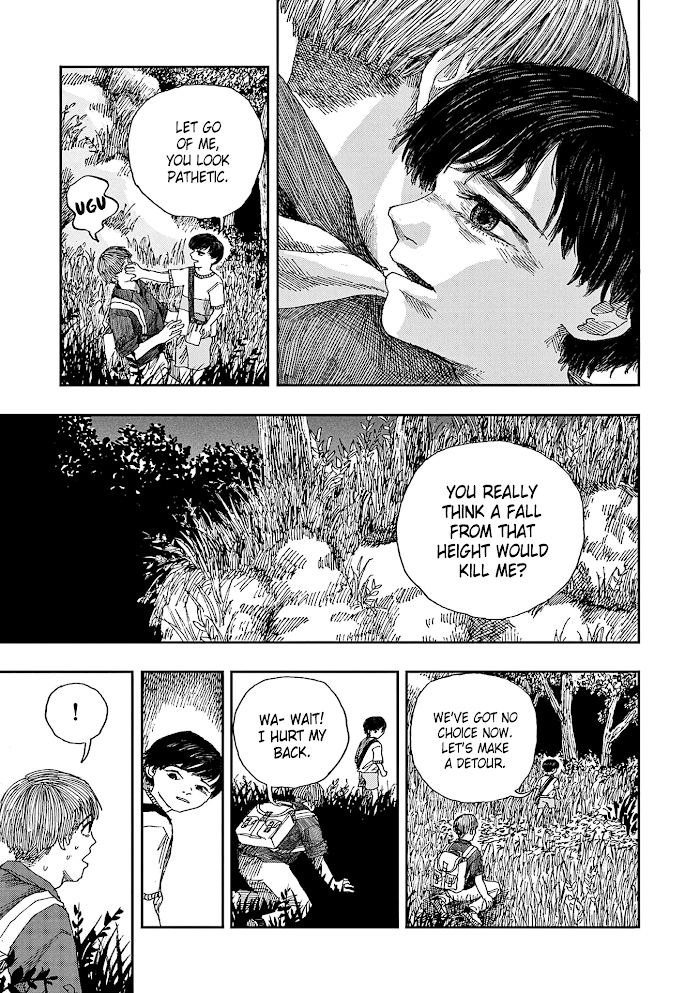 LET GO
OF ME,
YOU LOOK
PATHETIC.
UGU
YOU REALLY
THINK A FALL
FROM THAT
HEIGHT WOULD
KILL ME?
WE'VE GOT NO
CHOICE NOW.
LET'S MAKE
A DETOUR.
WA- WAIT!
I HURT MY
BACK.
!